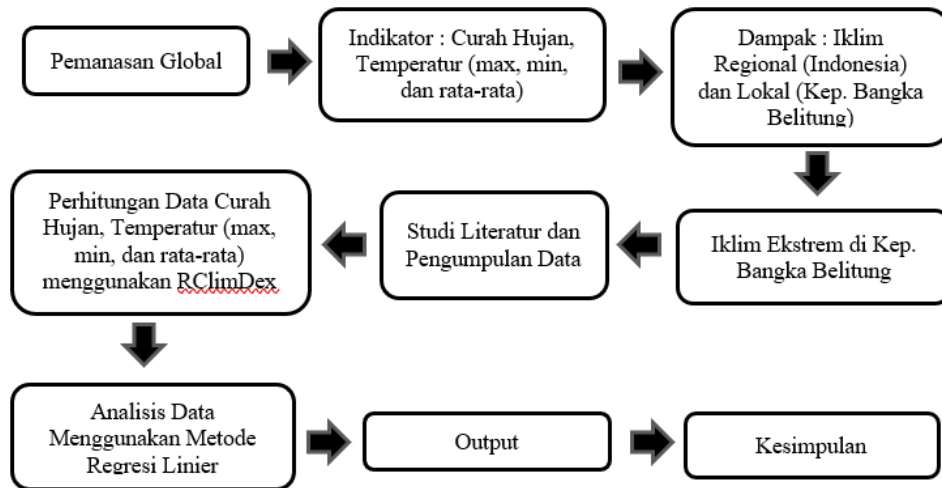 Pemanasan Global
Indikator : Curah Hujan,
Temperatur (max, min,
dan rata-rata)
Dampak : Iklim
Regional (Indonesia)
dan Lokal (Kep. Bangka
Belitung)
Iklim Ekstrem di Kep.
Bangka Belitung
Studi Literatur dan
Pengumpulan Data
Perhitungan Data Curah
Hujan, Temperatur (max,
min, dan rata-rata)
menggunakan RClimDex
Analisis Data
Menggunakan Metode
Regresi Linier
Output
Kesimpulan